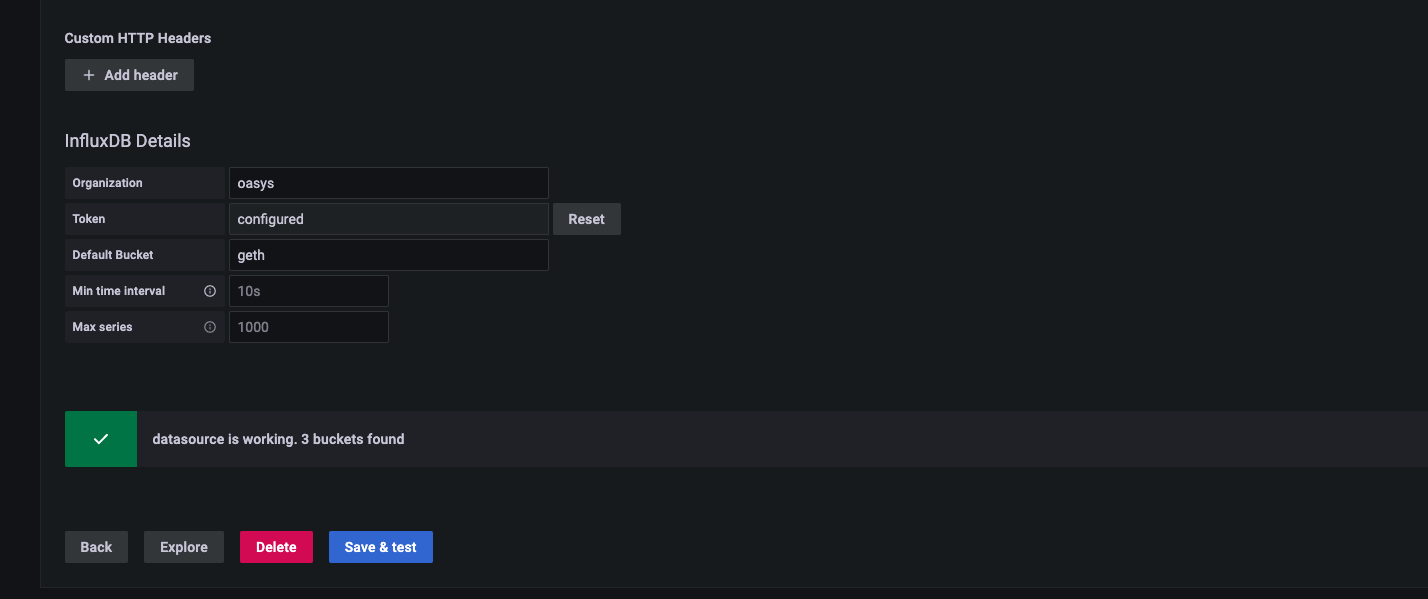 Custom HTTP Headers
+ Add header
InfluxDB Details
Organization oasys
Token configured Reset
Default Bucket geth
Min time interval 10s
Max series 1000
datasource is working. 3 buckets found
Back Explore Delete Save & test